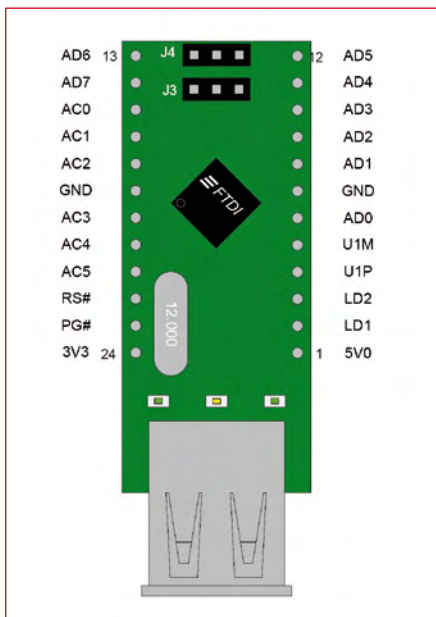 AD6 13 J4 12 AD5
AD7 J3 AD4
AC0 AD3
AC1 AD2
AC2 AD1
GND FTDI GND
AC3 AD0
AC4 U1M
AC5 U1P
RS# LD2
PG# 12.000 LD1
3V3 24 1 5V0